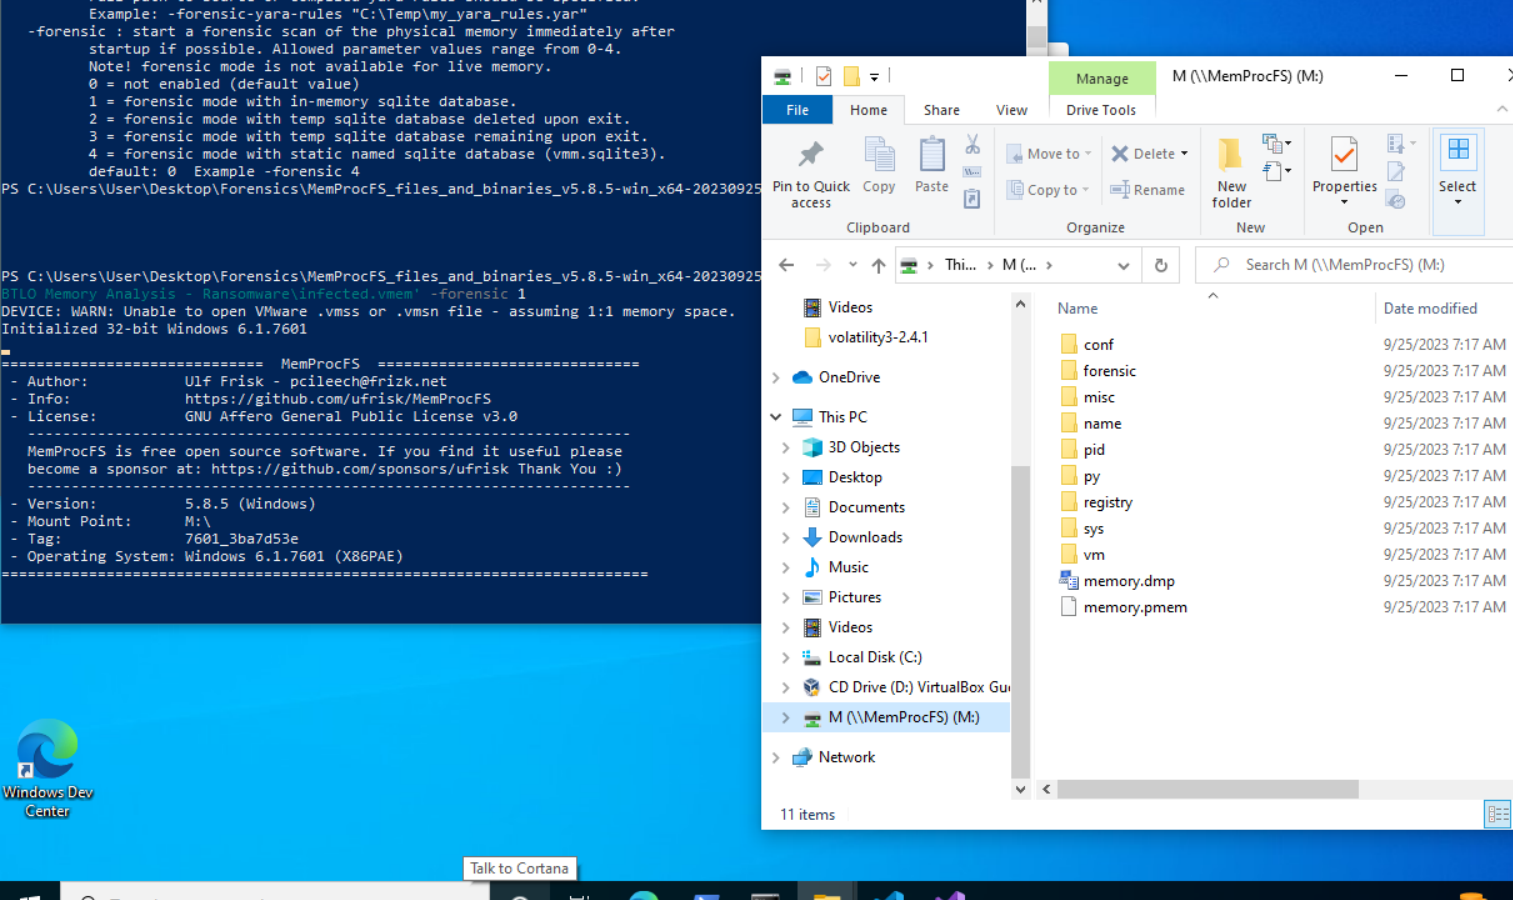 Example: -forensic-yara-rules "C:\Temp\my_yara_rules.yar"
-forensic : start a forensic scan of the physical memory immediately after
startup if possible. Allowed parameter values range from 0-4.
Note! forensic mode is not available for live memory.
0 = not enabled (default value)
1 = forensic mode with in-memory sqlite database.
2 = forensic mode with temp sqlite database deleted upon exit.
3 = forensic mode with temp sqlite database remaining upon exit.
4 = forensic mode with static named sqlite database (vmm.sqlite3).
default: 0  Example -forensic 4
PS C:\Users\User\Desktop\Forensics\MemProcFS_files_and_binaries_v5.8.5-win_x64-20230925
PS C:\Users\User\Desktop\Forensics\MemProcFS_files_and_binaries_v5.8.5-win_x64-20230925
BTLO Memory Analysis - Ransomware\infected.vmem' -forensic 1
DEVICE: WARN: Unable to open VMware .vmss or .vmsn file - assuming 1:1 memory space.
Initialized 32-bit Windows 6.1.7601
============================== MemProcFS ==============================
- Author: Ulf Frisk - pcileech@frizk.net
- Info: https://github.com/ufrisk/MemProcFS
- License: GNU Affero General Public License v3.0
---------------------------------------------------------------------
MemProcFS is free open source software. If you find it useful please
become a sponsor at: https://github.com/sponsors/ufrisk Thank You :)
---------------------------------------------------------------------
- Version: 5.8.5 (Windows)
- Mount Point: M:\
- Tag: 7601_3ba7d53e
- Operating System: Windows 6.1.7601 (X86PAE)
==========================================================================
Windows Dev
Center
Talk to Cortana
Manage
M (\\MemProcFS) (M:)
File
Home
Share
View
Drive Tools
Pin to Quick
access
Copy
Paste
Move to
Copy to
Delete
Rename
New
folder
Properties
Select
Clipboard
Organize
New
Open
Thi... > M (... >
Search M (\\MemProcFS) (M:)
Videos
volatility3-2.4.1
OneDrive
This PC
3D Objects
Desktop
Documents
Downloads
Music
Pictures
Videos
Local Disk (C:)
CD Drive (D:) VirtualBox Gu
M (\\MemProcFS) (M:)
Network
Name Date modified
conf 9/25/2023 7:17 AM
forensic 9/25/2023 7:17 AM
misc 9/25/2023 7:17 AM
name 9/25/2023 7:17 AM
pid 9/25/2023 7:17 AM
py 9/25/2023 7:17 AM
registry 9/25/2023 7:17 AM
sys 9/25/2023 7:17 AM
vm 9/25/2023 7:17 AM
memory.dmp 9/25/2023 7:17 AM
memory.pmem 9/25/2023 7:17 AM
11 items